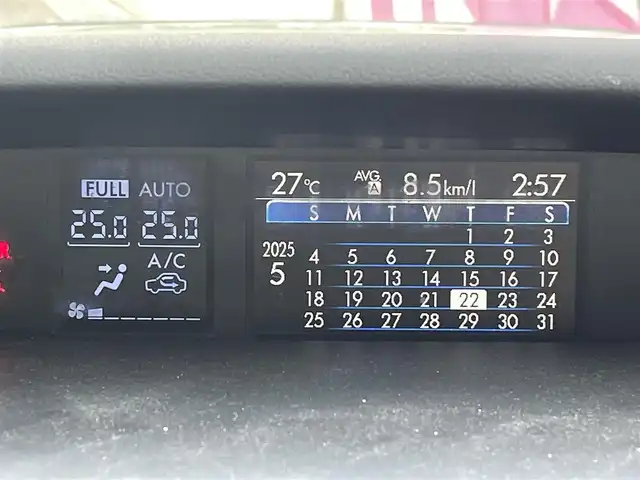 FULL AUTO
25.0 25.0
A/C
27°C AVG. A 8.5km/l 2:57
S M T W T F S
1 2 3
2025 4 5 6 7 8 9 10
5 11 12 13 14 15 16 17
18 19 20 21 22 23 24
25 26 27 28 29 30 31